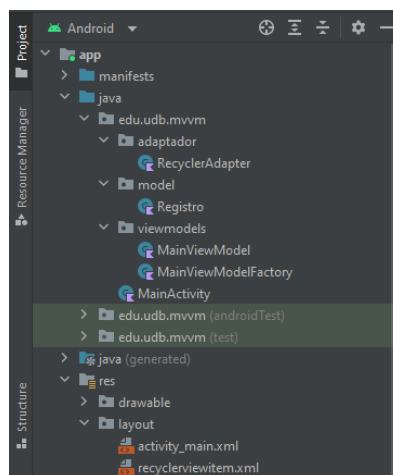 Project
Resource Manager
Structure
Android
app
manifests
java
edu.udb.mvvm
adaptador
RecyclerAdapter
model
Registro
viewmodels
MainViewModel
MainViewModelFactory
MainActivity
edu.udb.mvvm (androidTest)
edu.udb.mvvm (test)
java (generated)
res
drawable
layout
activity_main.xml
recyclerviewitem.xml